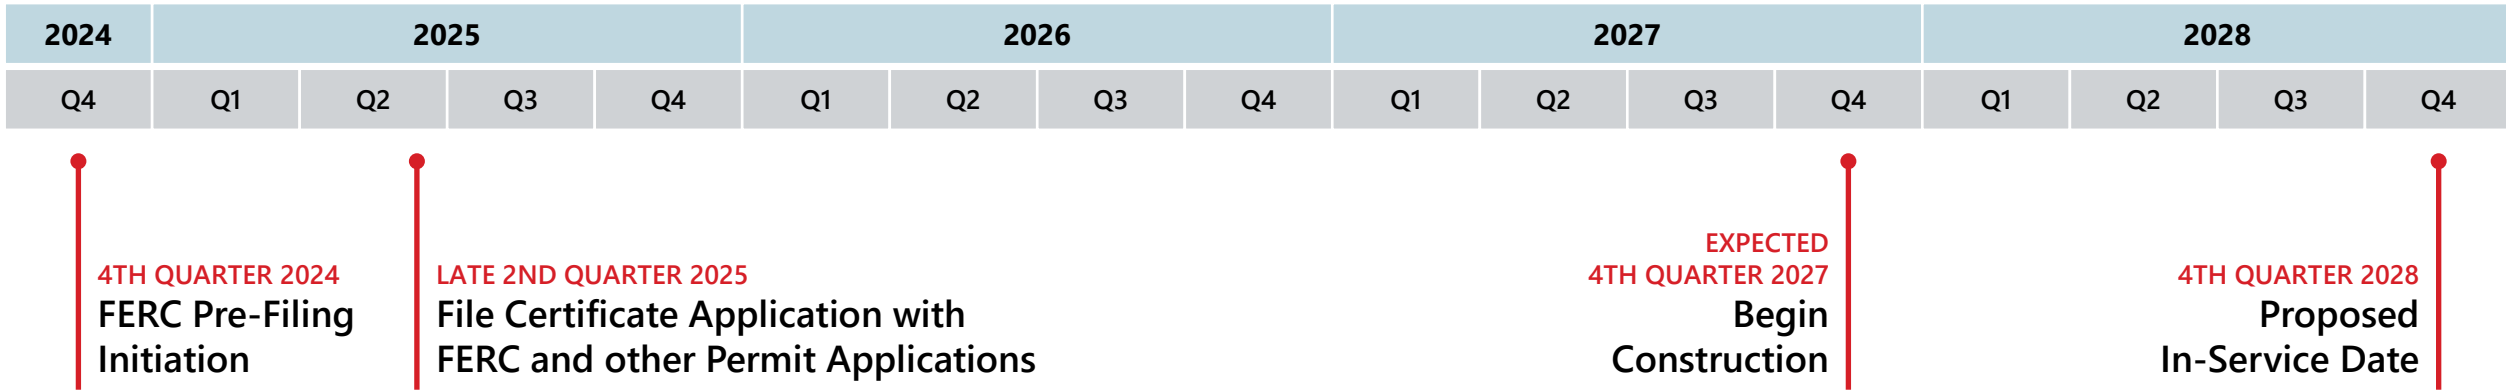 2024 2025 2026 2027 2028
Q4 Q1 Q2 Q3 Q4 Q1 Q2 Q3 Q4 Q1 Q2 Q3 Q4 Q1 Q2 Q3 Q4
4TH QUARTER 2024
FERC Pre-Filing
Initiation
LATE 2ND QUARTER 2025
File Certificate Application with
FERC and other Permit Applications
EXPECTED
4TH QUARTER 2027
Begin
Construction
4TH QUARTER 2028
Proposed
In-Service Date